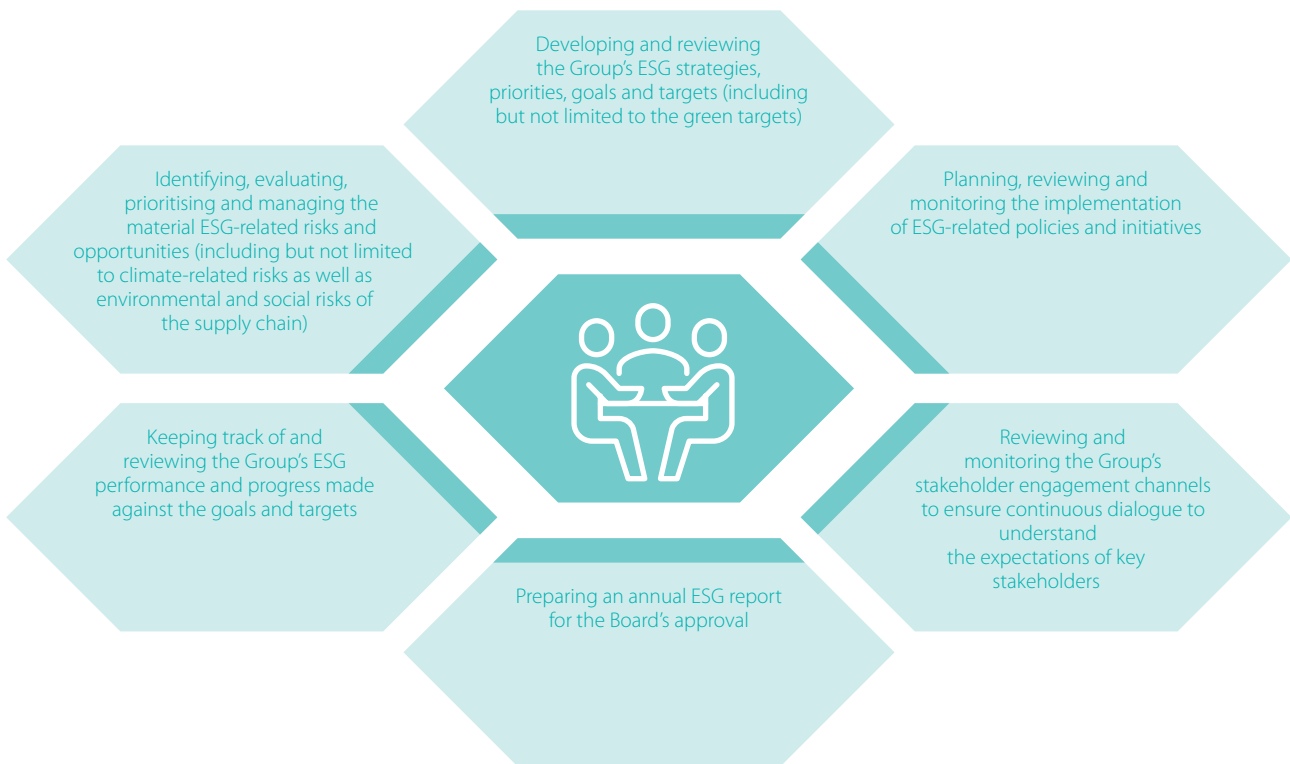 Developing and reviewing
the Group’s ESG strategies,
priorities, goals and targets (including
but not limited to the green targets)
Identifying, evaluating,
prioritising and managing the
material ESG-related risks and
opportunities (including but not limited
to climate-related risks as well as
environmental and social risks of
the supply chain)
Planning, reviewing and
monitoring the implementation
of ESG-related policies and initiatives
Keeping track of and
reviewing the Group’s ESG
performance and progress made
against the goals and targets
Reviewing and
monitoring the Group’s
stakeholder engagement channels
to ensure continuous dialogue to
understand
the expectations of key
stakeholders
Preparing an annual ESG report
for the Board’s approval